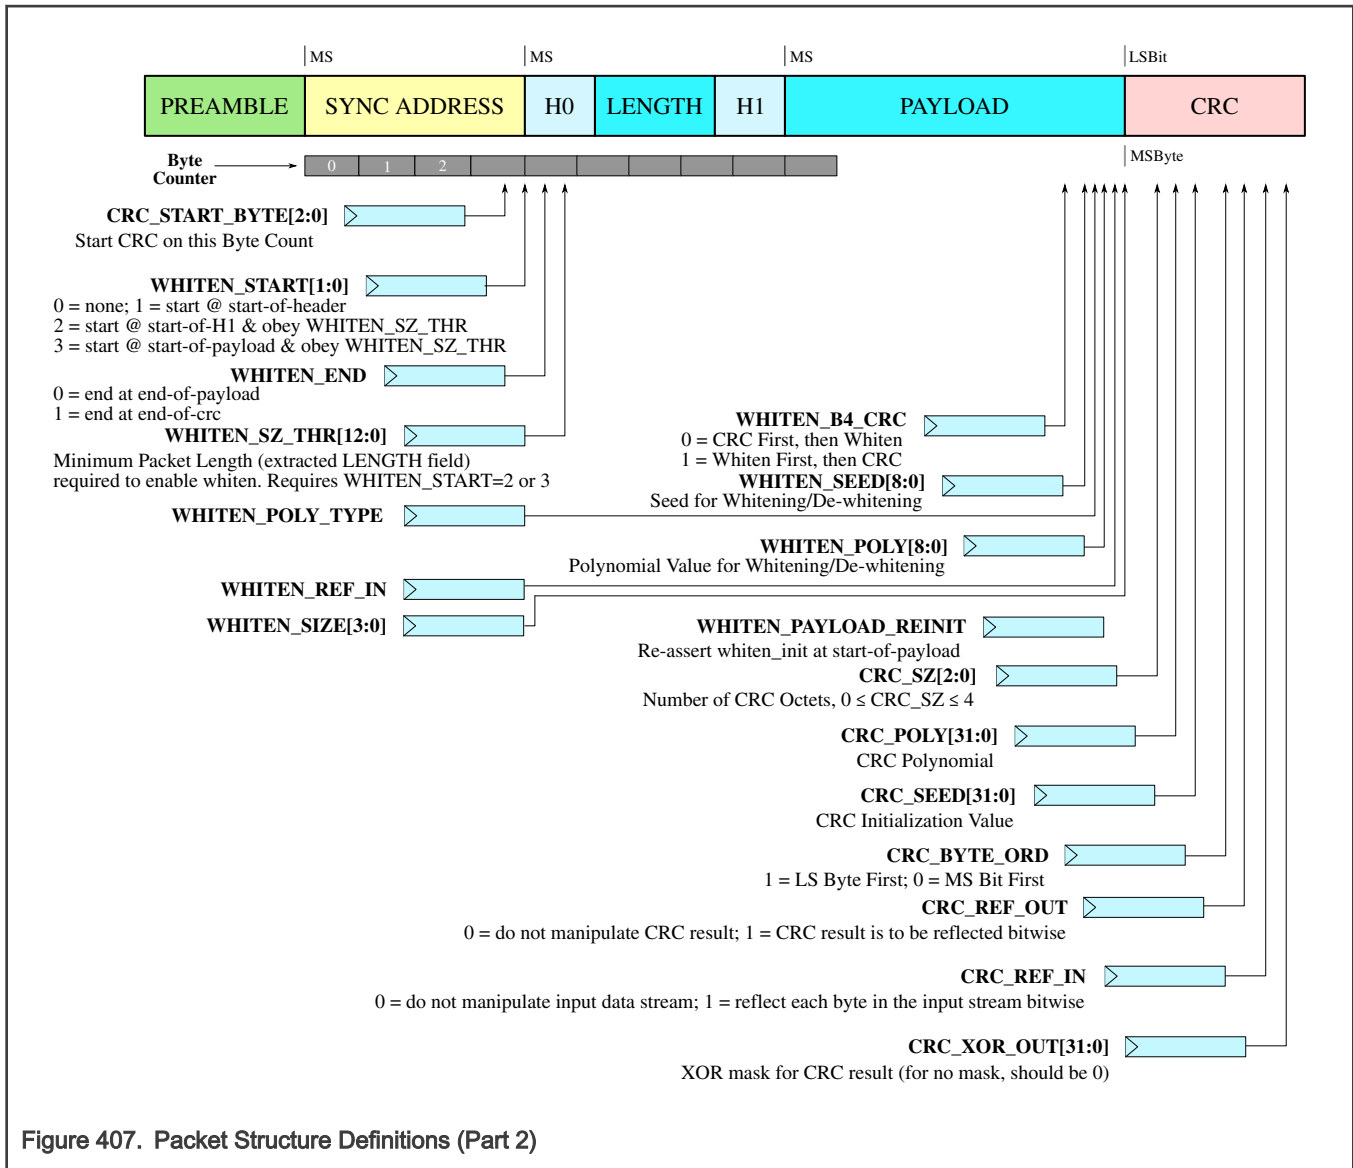 MS
MS
MS
LSBit
PREAMBLE
SYNC ADDRESS
H0
LENGTH
H1
PAYLOAD
CRC
MSByte
Byte
Counter
0
1
2
CRC_START_BYTE[2:0]
Start CRC on this Byte Count
WHITEN_START[1:0]
0 = none; 1 = start @ start-of-header
2 = start @ start-of-H1 & obey WHITEN_SZ_THR
3 = start @ start-of-payload & obey WHITEN_SZ_THR
WHITEN_END
0 = end at end-of-payload
1 = end at end-of-crc
WHITEN_SZ_THR[12:0]
Minimum Packet Length (extracted LENGTH field)
required to enable whiten. Requires WHITEN_START=2 or 3
WHITEN_POLY_TYPE
WHITEN_REF_IN
WHITEN_SIZE[3:0]
WHITEN_B4_CRC
0 = CRC First, then Whiten
1 = Whiten First, then CRC
WHITEN_SEED[8:0]
Seed for Whitening/De-whitening
WHITEN_POLY[8:0]
Polynomial Value for Whitening/De-whitening
WHITEN_PAYLOAD_REINIT
Re-assert whiten_init at start-of-payload
CRC_SZ[2:0]
Number of CRC Octets, 0 ≤ CRC_SZ ≤ 4
CRC_POLY[31:0]
CRC Polynomial
CRC_SEED[31:0]
CRC Initialization Value
CRC_BYTE_ORD
1 = LS Byte First; 0 = MS Bit First
CRC_REF_OUT
0 = do not manipulate CRC result; 1 = CRC result is to be reflected bitwise
CRC_REF_IN
0 = do not manipulate input data stream; 1 = reflect each byte in the input stream bitwise
CRC_XOR_OUT[31:0]
XOR mask for CRC result (for no mask, should be 0)
Figure 407. Packet Structure Definitions (Part 2)